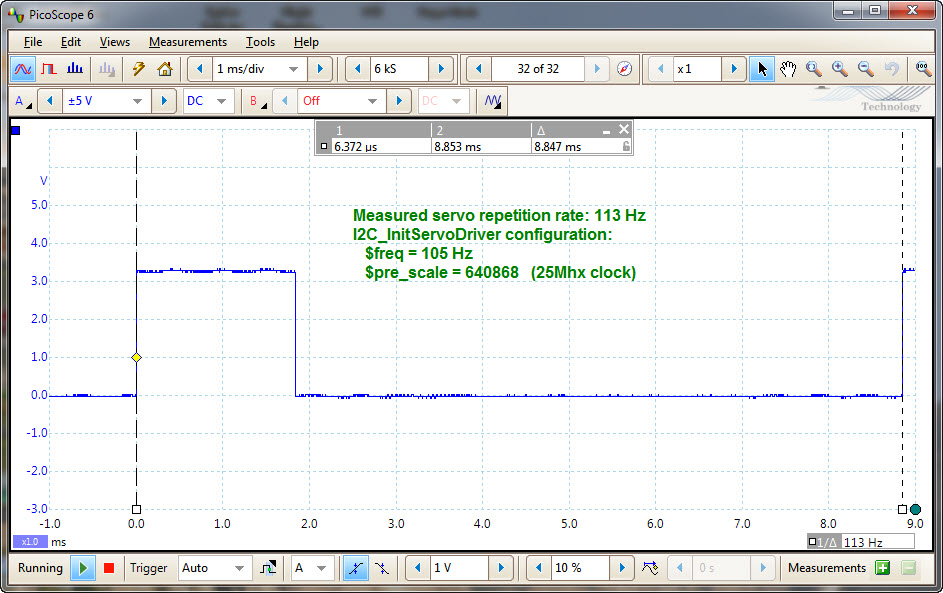 PicoScope 6
File Edit Views Measurements Tools Help
1 ms/div 6 kS 32 of 32 x1
A ±5 V DC B Off DC
Technology
1 2 Δ
6.372 µs 8.853 ms 8.847 ms
V
5.0
4.0
3.0
2.0
1.0
0.0
-1.0
-2.0
-3.0
Measured servo repetition rate: 113 Hz
I2C_InitServoDriver configuration:
$freq = 105 Hz
$pre_scale = 640868 (25Mhx clock)
-1.0 0.0 1.0 2.0 3.0 4.0 5.0 6.0 7.0 8.0 9.0
x1.0 ms
1/Δ 113 Hz
Running Trigger Auto A 1 V 10 % 0 s Measurements